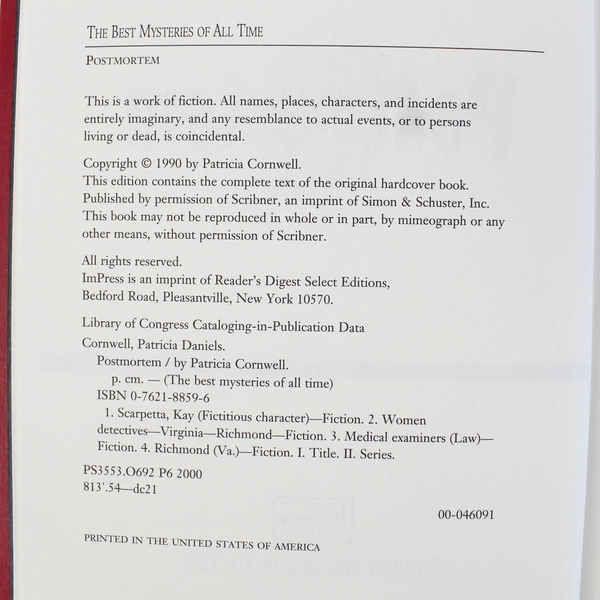 THE BEST MYSTERIES OF ALL TIME
POSTMORTEM
This is a work of fiction. All names, places, characters, and incidents are
entirely imaginary, and any resemblance to actual events, or to persons
living or dead, is coincidental.
Copyright © 1990 by Patricia Cornwell.
This edition contains the complete text of the original hardcover book.
Published by permission of Scribner, an imprint of Simon & Schuster, Inc.
This book may not be reproduced in whole or in part, by mimeograph or any
other means, without permission of Scribner.
All rights reserved.
ImPress is an imprint of Reader's Digest Select Editions,
Bedford Road, Pleasantville, New York 10570.
Library of Congress Cataloging-in-Publication Data
Cornwell, Patricia Daniels.
Postmortem / by Patricia Cornwell.
p. cm. — (The best mysteries of all time)
ISBN 0-7621-8859-6
1. Scarpetta, Kay (Fictitious character)—Fiction. 2. Women
detectives—Virginia—Richmond—Fiction. 3. Medical examiners (Law)—
Fiction. 4. Richmond (Va.)—Fiction. I. Title. II. Series.
PS3553.O692 P6 2000
813'.54—dc21
00-046091
PRINTED IN THE UNITED STATES OF AMERICA